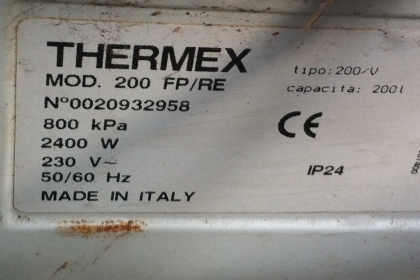 THERMEX
MOD. 200 FP/RE
N°0020932958
800 kPa
2400 W
230 V~
50/60 Hz
MADE IN ITALY
tipo:200/V
capacita: 200l
CE
IP24